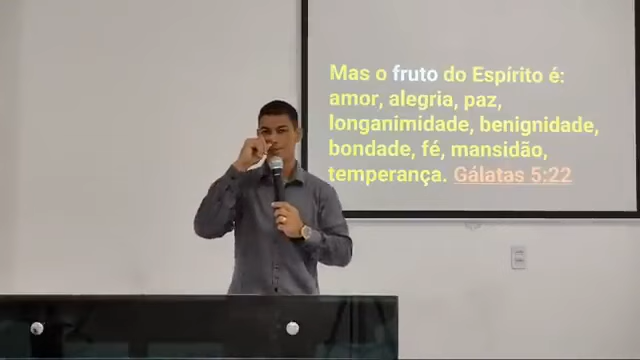 Mas o fruto do Espírito é:
amor, alegria, paz,
longanimidade, benignidade,
bondade, fé, mansidão,
temperança. Gálatas 5:22